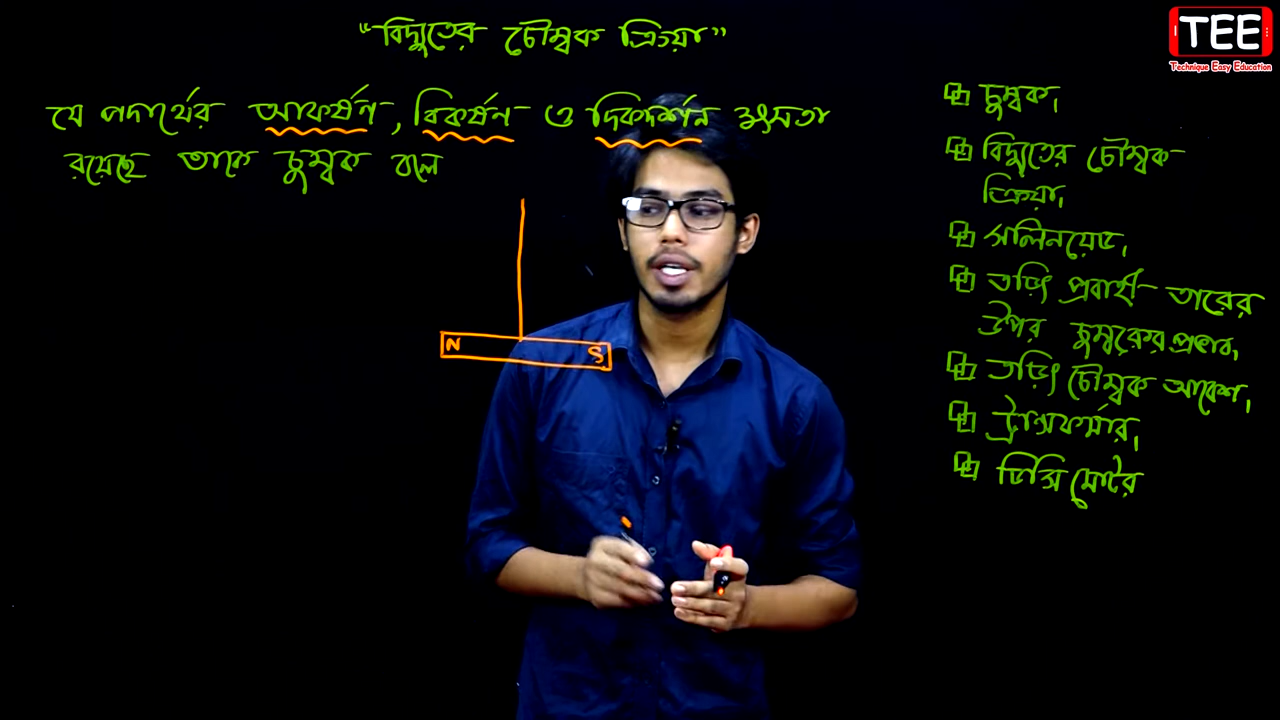 “বিদ্যুতের চৌম্বক ক্রিয়া”
যে পদার্থের আকর্ষণ, বিকর্ষণ ও দিকদর্শন ক্ষমতা
রয়েছে তাকে চুম্বক বলে
N S
TEE
Technique Easy Education
চুম্বক।
বিদ্যুতের চৌম্বক
ক্রিয়া।
সলিনয়েড।
তড়িৎ প্রবাহী তারের
উপর চুম্বকের প্রভাব।
তড়িৎ চৌম্বক আবেশ।
ট্রান্সফর্মার।
ডিসি মোটর